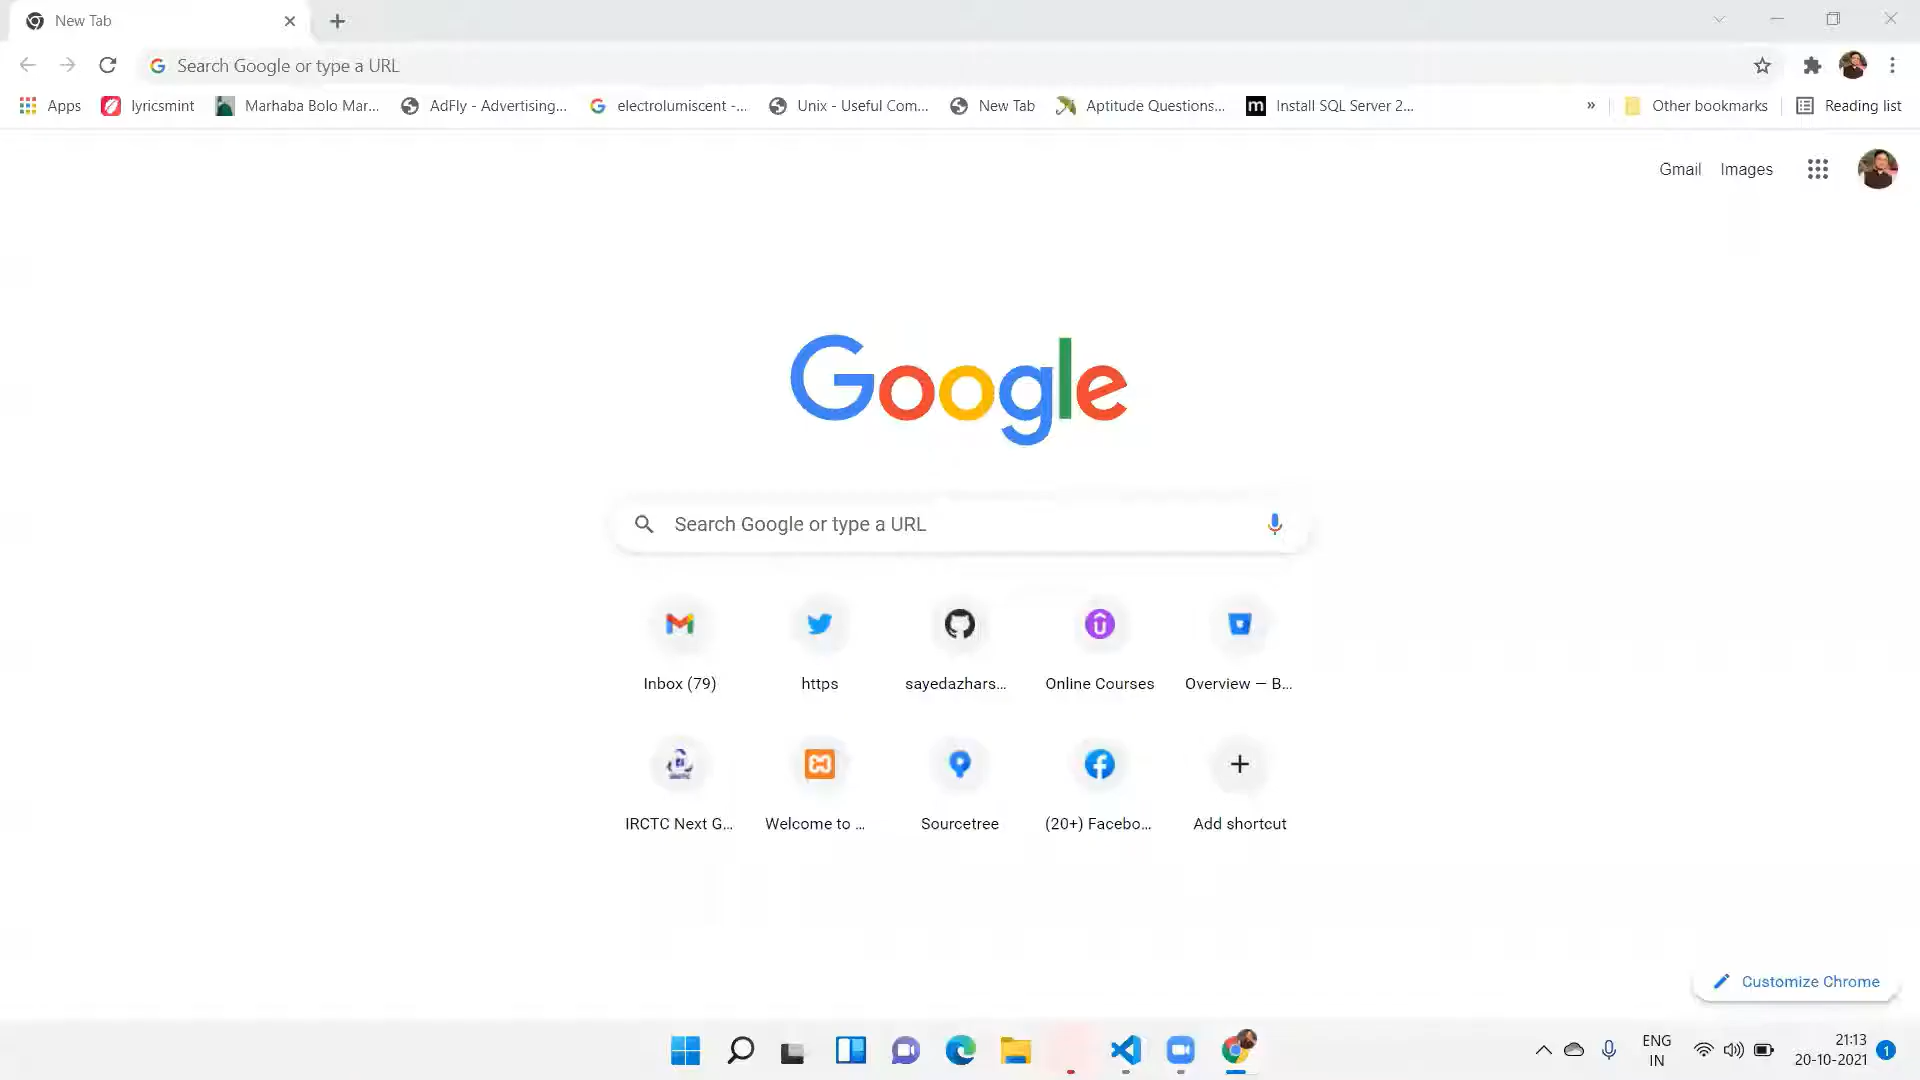 New Tab
Search Google or type a URL
Apps lyricsmint Marhaba Bolo Mar... AdFly - Advertising... electrolumiscent -... Unix - Useful Com... New Tab Aptitude Questions... Install SQL Server 2... » Other bookmarks Reading list
Gmail Images
Google
Search Google or type a URL
Inbox (79) https sayedazhars... Online Courses Overview — B...
IRCTC Next G... Welcome to ... Sourcetree (20+) Facebo... Add shortcut
Customize Chrome
ENG 21:13
IN 20-10-2021 1